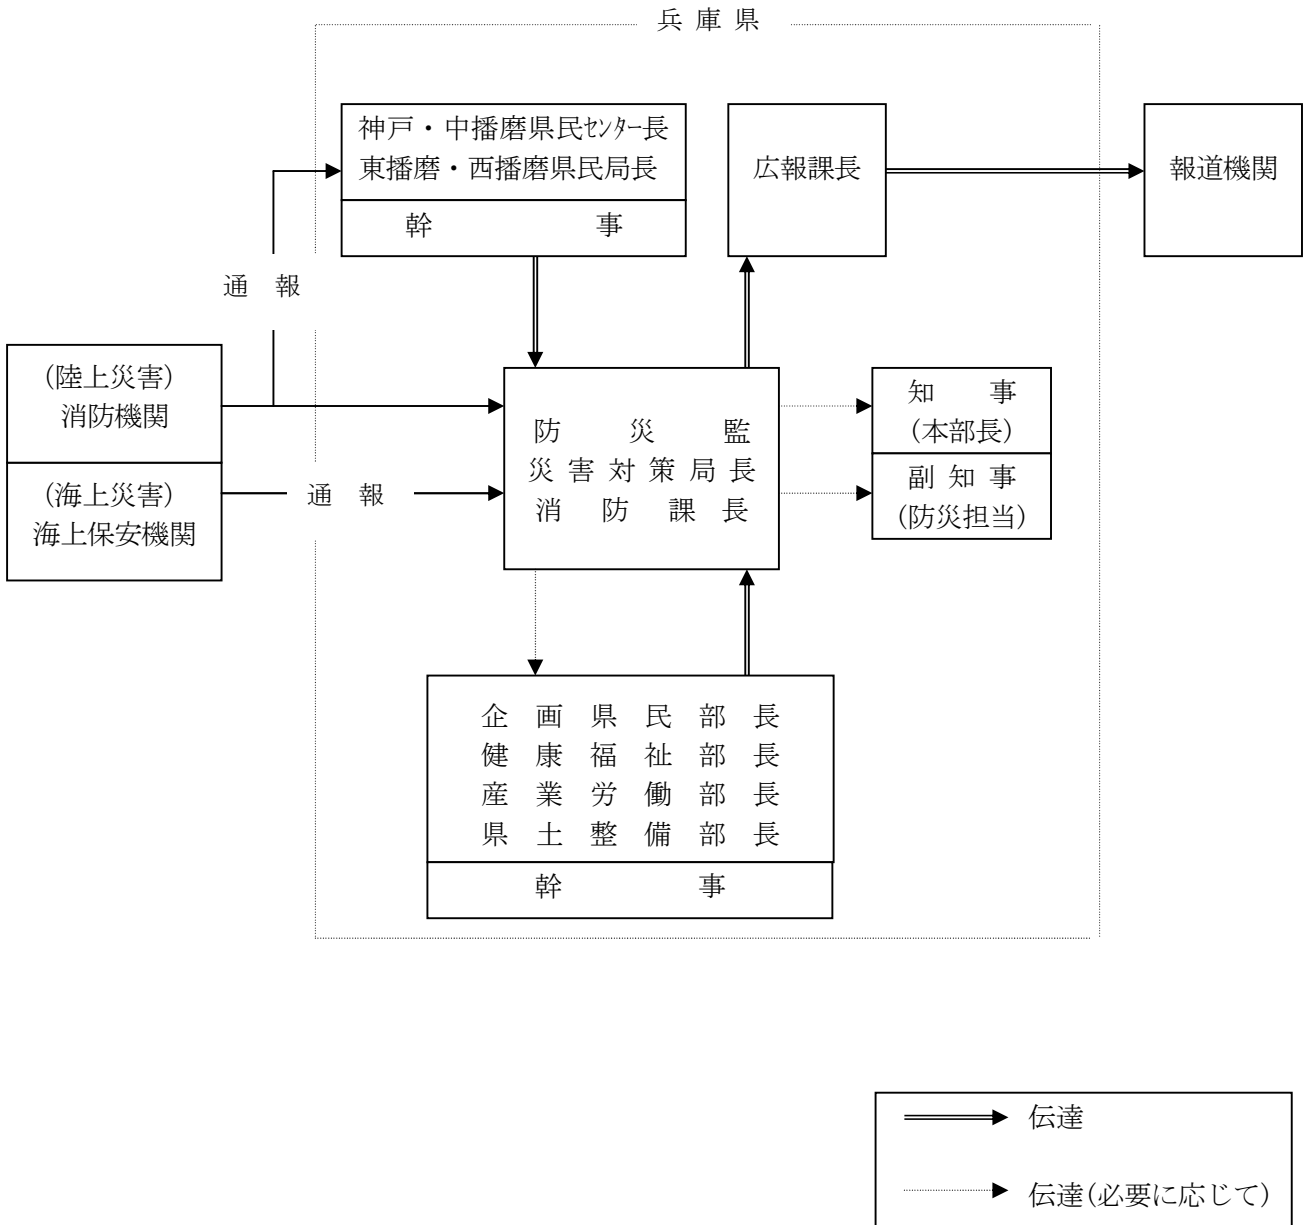 兵庫県
神戸・中播磨県民ｾﾝﾀｰ長
東播磨・西播磨県民局長
幹　　事
広報課長
報道機関
通　報
(陸上災害)
消防機関
(海上災害)
海上保安機関
通　報
防災監
災害対策局長
消防課長
知　事
(本部長)
副知事
(防災担当)
企画県民部長
健康福祉部長
産業労働部長
県土整備部長
幹　　事
伝達
伝達(必要に応じて)